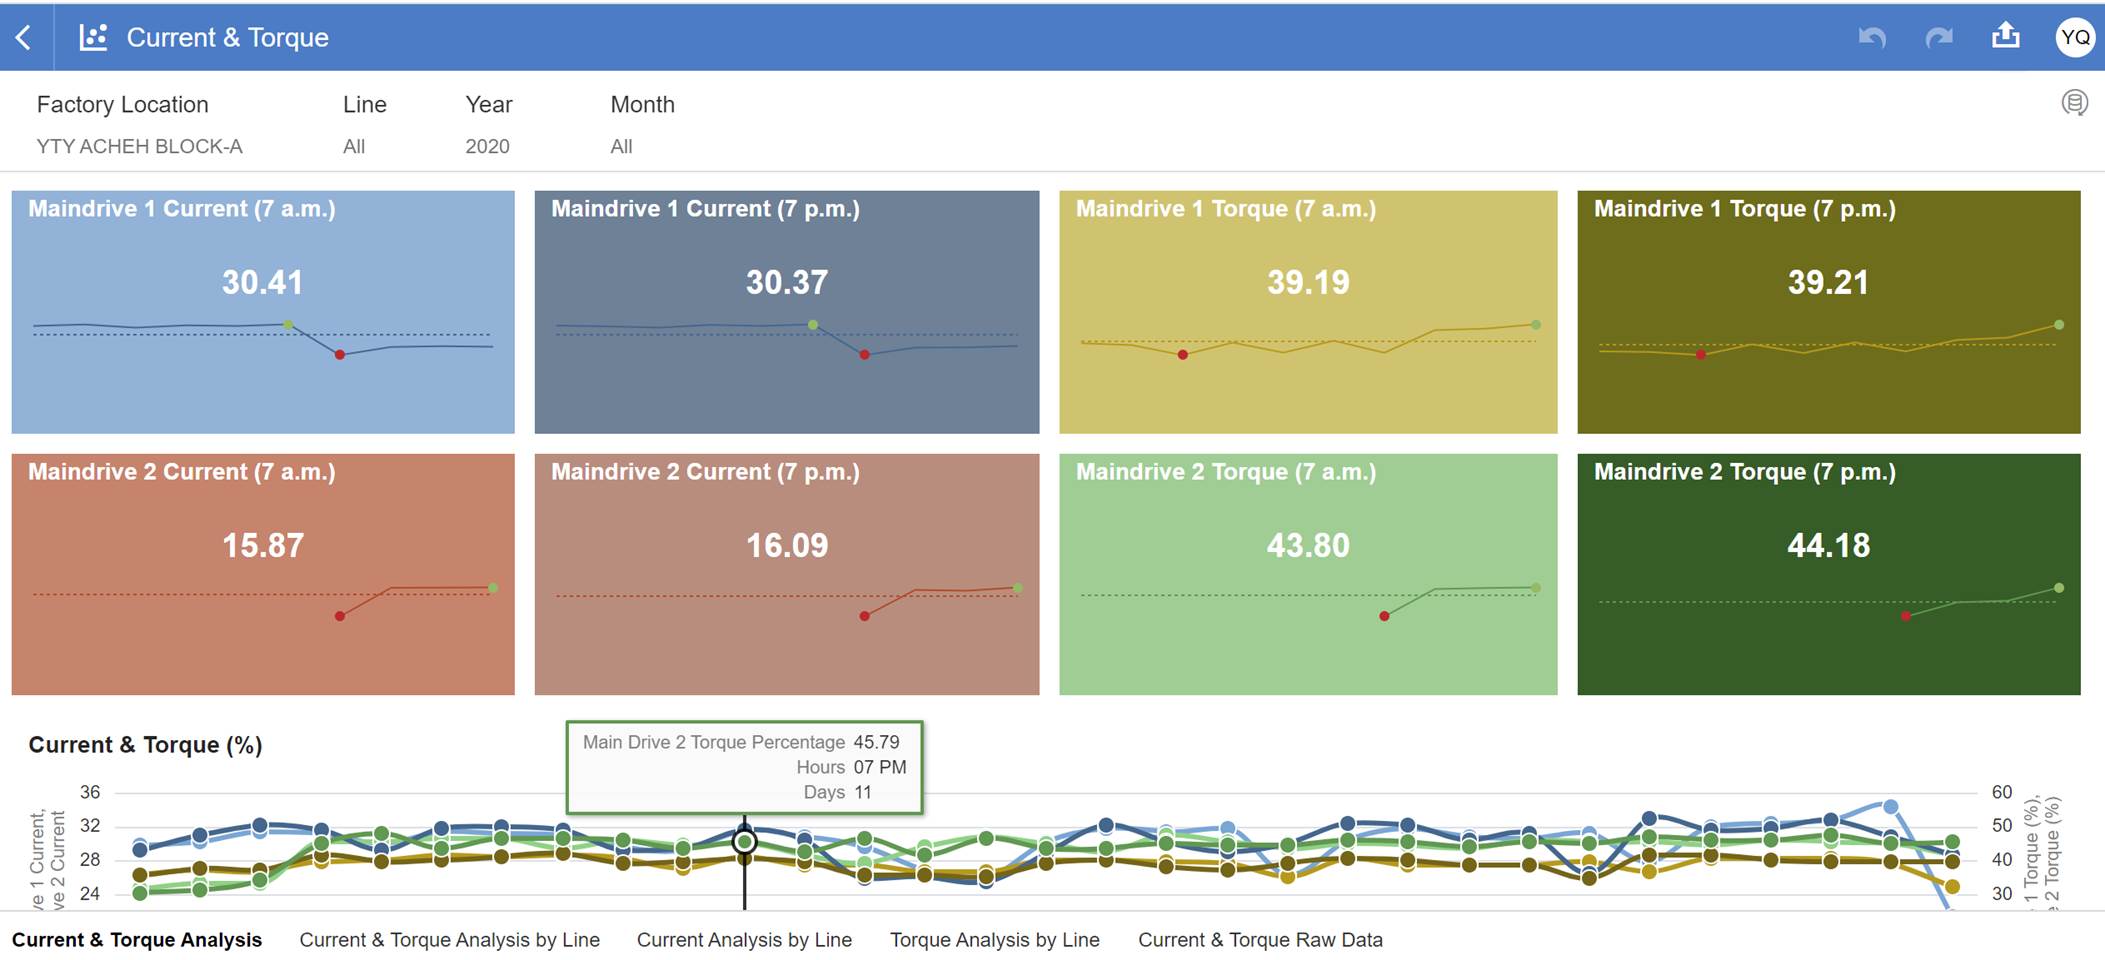 Current & Torque
YQ
Factory Location Line Year Month
YTY ACHEH BLOCK-A All 2020 All
Maindrive 1 Current (7 a.m.)
30.41
Maindrive 1 Current (7 p.m.)
30.37
Maindrive 1 Torque (7 a.m.)
39.19
Maindrive 1 Torque (7 p.m.)
39.21
Maindrive 2 Current (7 a.m.)
15.87
Maindrive 2 Current (7 p.m.)
16.09
Maindrive 2 Torque (7 a.m.)
43.80
Maindrive 2 Torque (7 p.m.)
44.18
Current & Torque (%)
Main Drive 2 Torque Percentage 45.79
Hours 07 PM
Days 11
36
32
28
24
ve 1 Current,
ve 2 Current
60
50
40
30
1 Torque (%),
e 2 Torque (%)
Current & Torque Analysis Current & Torque Analysis by Line Current Analysis by Line Torque Analysis by Line Current & Torque Raw Data